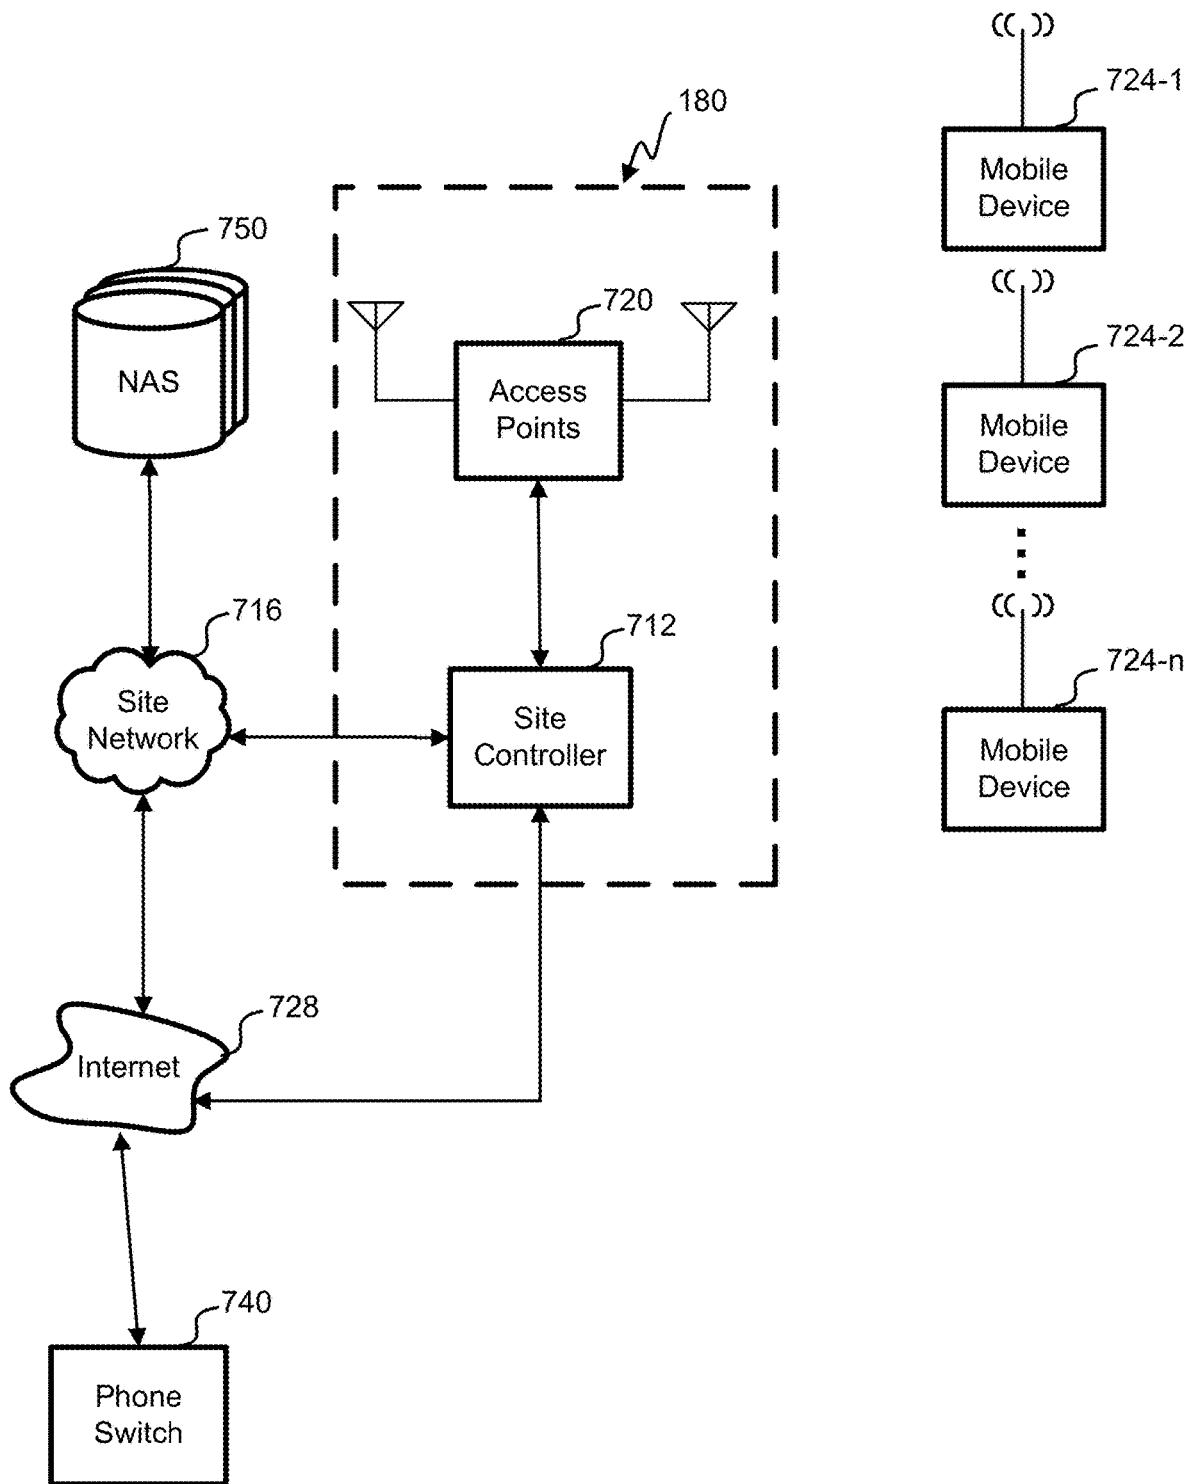 724-1
Mobile
Device
180
750
NAS
720
Access
Points
724-2
Mobile
Device
716
Site
Network
712
Site
Controller
724-n
Mobile
Device
728
Internet
740
Phone
Switch